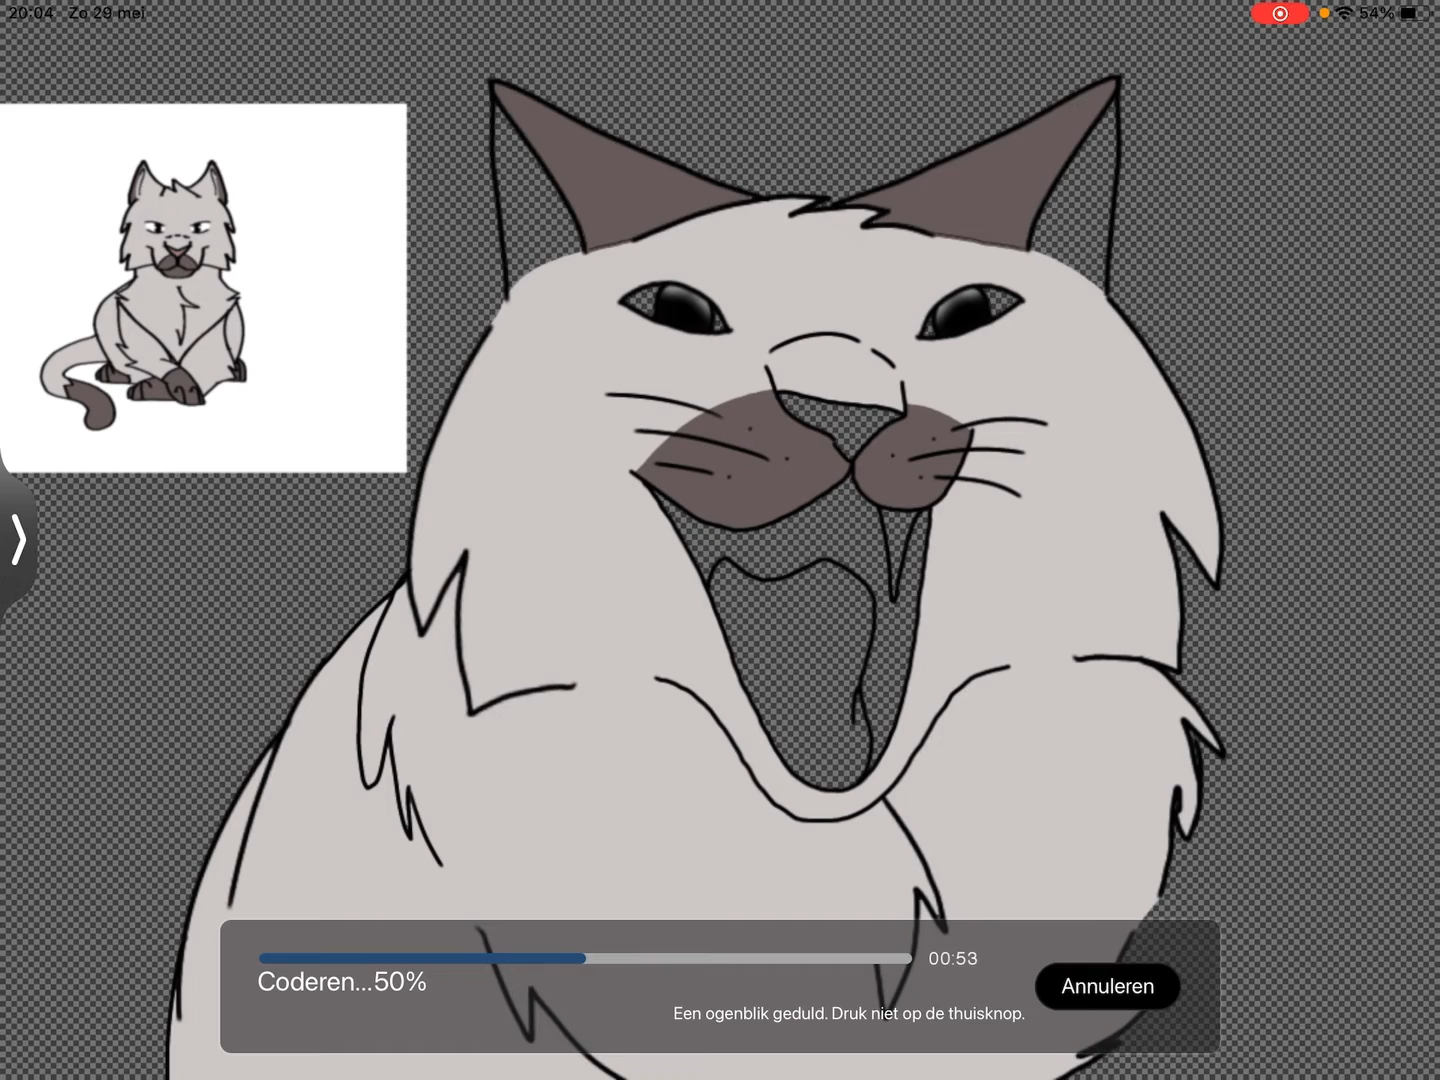 20:04 Zo 29 mei
54%
00:53
Coderen...50%
Annuleren
Een ogenblik geduld. Druk niet op de thuisknop.